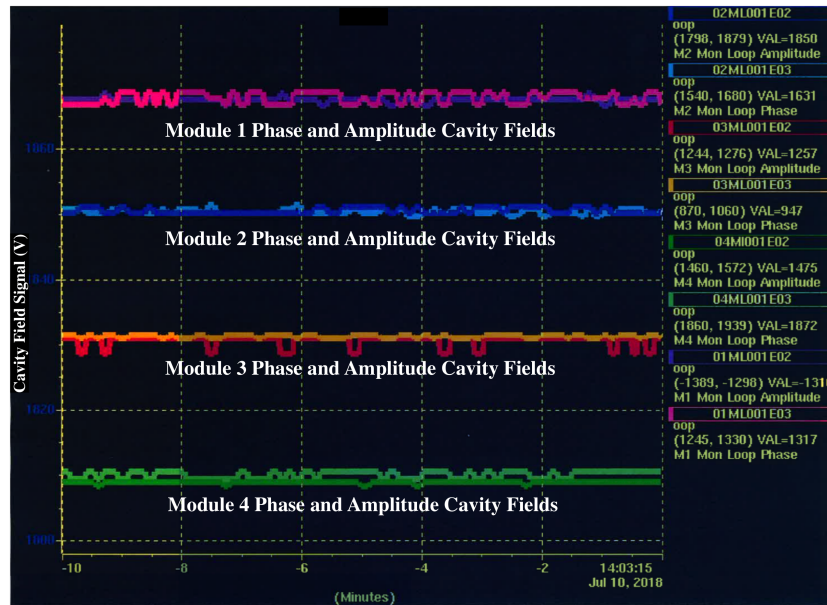 Cavity Field Signal (V)
1860
1840
1820
1800
Module 1 Phase and Amplitude Cavity Fields
Module 2 Phase and Amplitude Cavity Fields
Module 3 Phase and Amplitude Cavity Fields
Module 4 Phase and Amplitude Cavity Fields
-10
-8
-6
-4
-2
14:03:15
Jul 10, 2018
(Minutes)
02ML001E02
oop
(1798, 1879) VAL=1850
M2 Mon Loop Amplitude
02ML001E03
oop
(1540, 1680) VAL=1631
M2 Mon Loop Phase
03ML001E02
oop
(1244, 1276) VAL=1257
M3 Mon Loop Amplitude
03ML001E03
oop
(870, 1060) VAL=947
M3 Mon Loop Phase
04Ml001E02
oop
(1460, 1572) VAL=1475
M4 Mon Loop Amplitude
04ML001E03
oop
(1860, 1939) VAL=1872
M4 Mon Loop Phase
01ML001E02
oop
(-1389, -1298) VAL=-131
M1 Mon Loop Amplitude
01ML001E03
oop
(1245, 1330) VAL=1317
M1 Mon Loop Phase